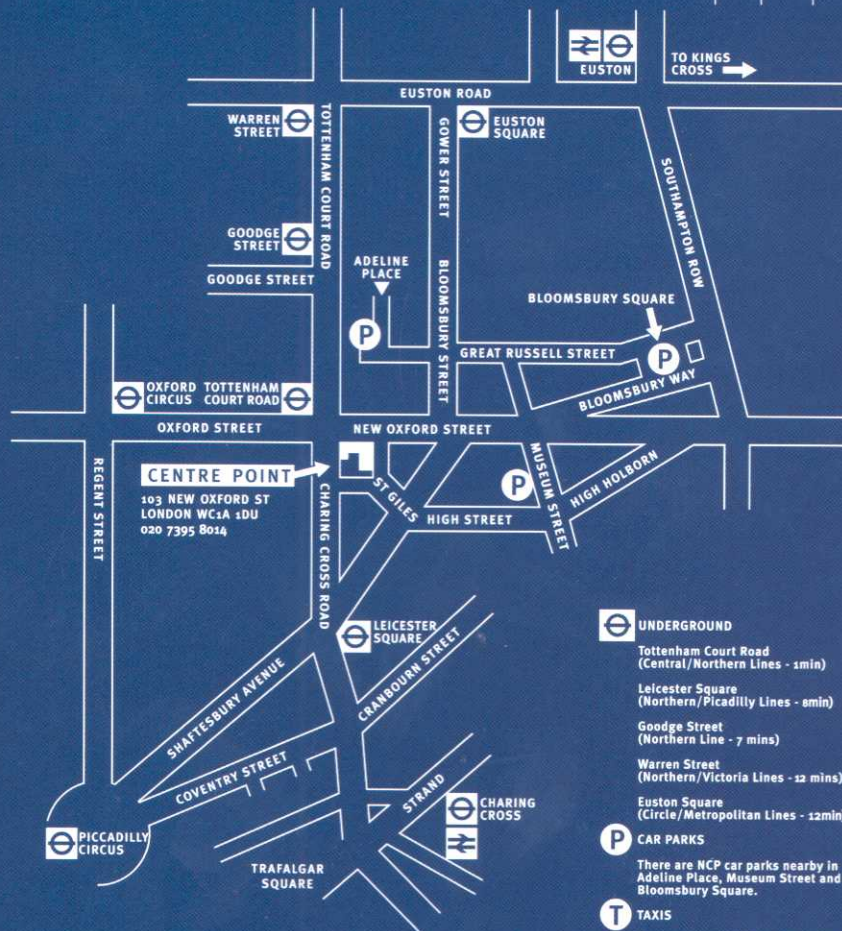 EUSTON
TO KINGS
CROSS
EUSTON ROAD
WARREN
STREET
TOTTENHAM COURT ROAD
GOWER STREET
EUSTON
SQUARE
SOUTHAMPTON ROW
GOODGE
STREET
GOODGE STREET
ADELINE
PLACE
P
BLOOMSBURY STREET
BLOOMSBURY SQUARE
GREAT RUSSELL STREET
P
BLOOMSBURY WAY
OXFORD
CIRCUS
TOTTENHAM
COURT ROAD
OXFORD STREET
NEW OXFORD STREET
REGENT STREET
CENTRE POINT
103 NEW OXFORD ST
LONDON WC1A 1DU
020 7395 8014
CHARING CROSS ROAD
ST GILES
HIGH STREET
P
MUSEUM STREET
HIGH HOLBORN
LEICESTER
SQUARE
SHAFTESBURY AVENUE
CRANBOURN STREET
COVENTRY STREET
STRAND
CHARING
CROSS
PICCADILLY
CIRCUS
TRAFALGAR
SQUARE
UNDERGROUND
Tottenham Court Road
(Central/Northern Lines - 1min)
Leicester Square
(Northern/Picadilly Lines - 8min)
Goodge Street
(Northern Line - 7 mins)
Warren Street
(Northern/Victoria Lines - 12 mins)
Euston Square
(Circle/Metropolitan Lines - 12min
P CAR PARKS
There are NCP car parks nearby in
Adeline Place, Museum Street and
Bloomsbury Square.
T TAXIS